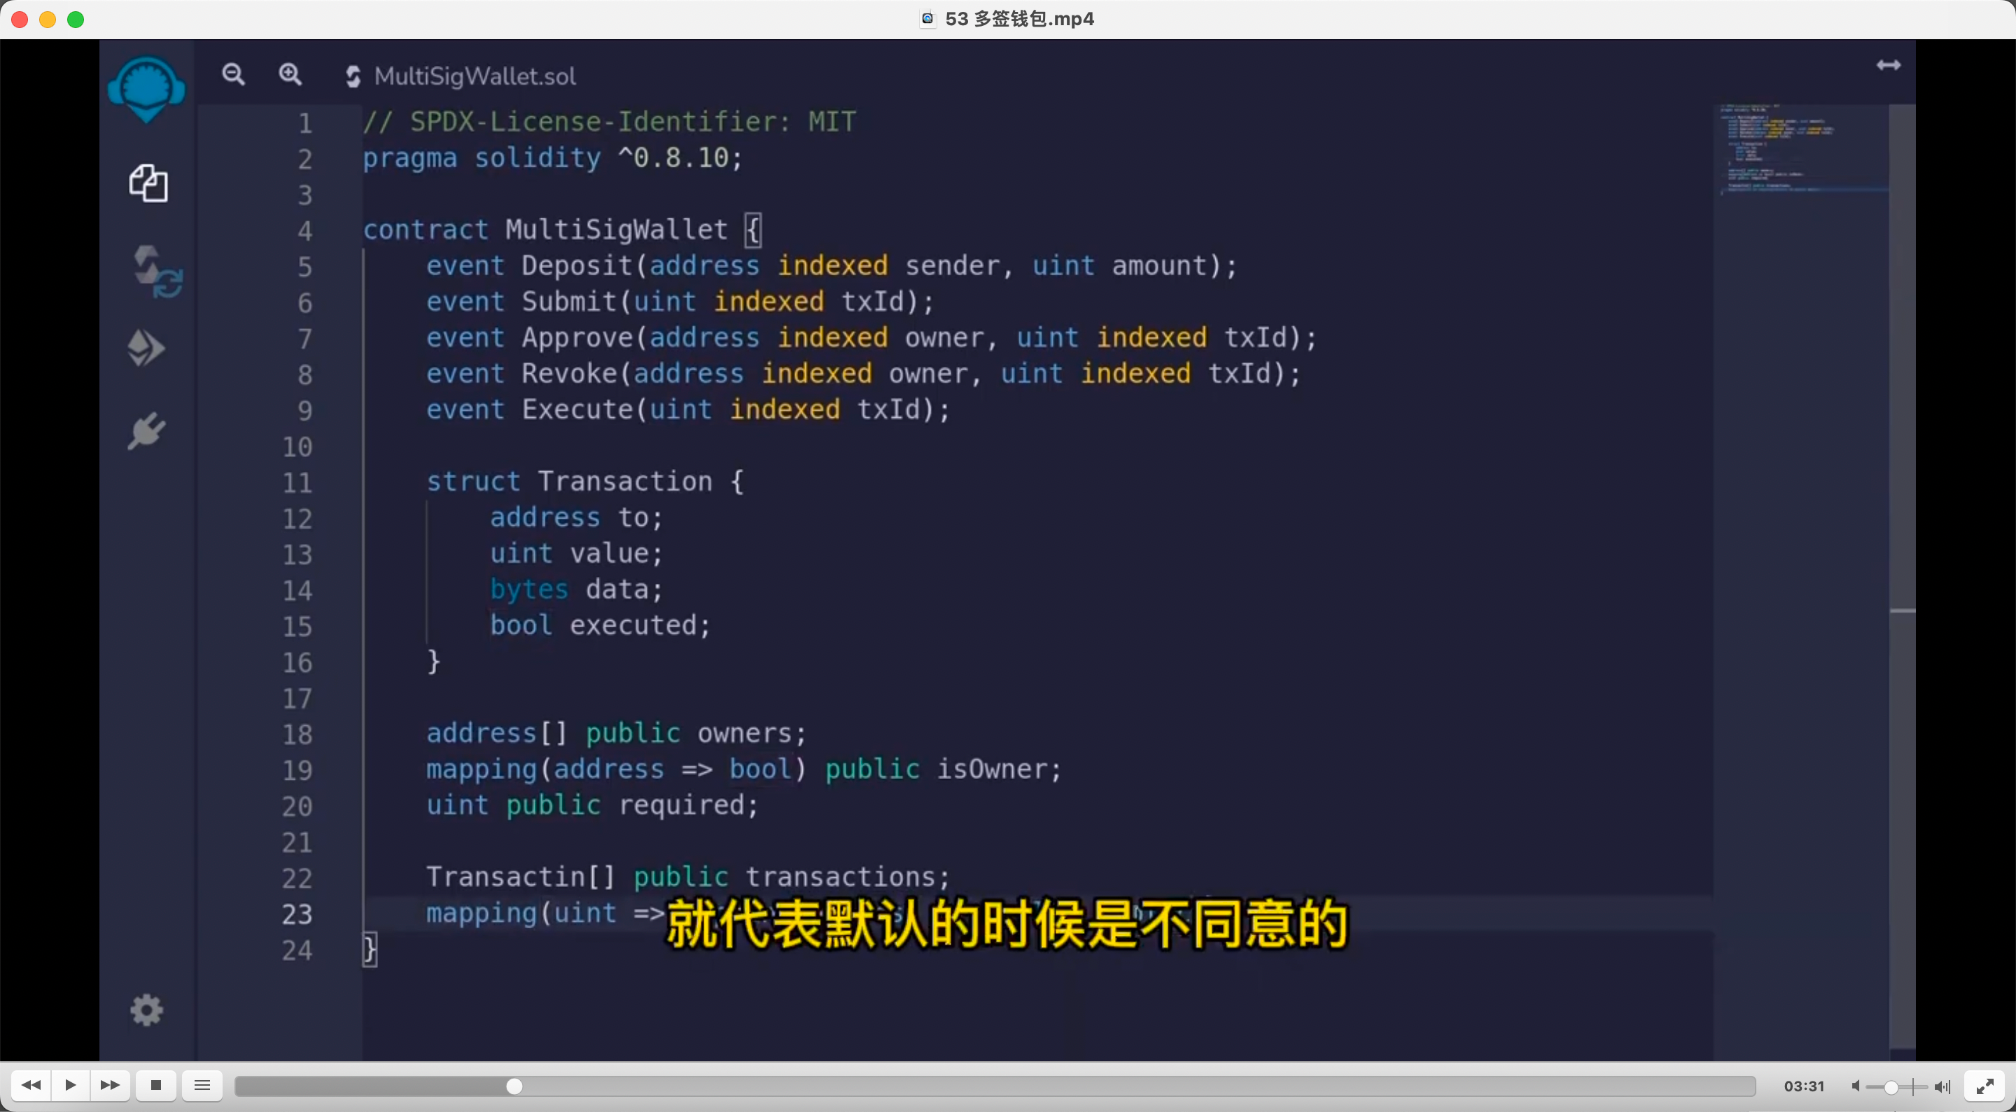 53 多签钱包.mp4
MultiSigWallet.sol
1 // SPDX-License-Identifier: MIT
2 pragma solidity ^0.8.10;
3
4 contract MultiSigWallet {
5 event Deposit(address indexed sender, uint amount);
6 event Submit(uint indexed txId);
7 event Approve(address indexed owner, uint indexed txId);
8 event Revoke(address indexed owner, uint indexed txId);
9 event Execute(uint indexed txId);
10
11 struct Transaction {
12 address to;
13 uint value;
14 bytes data;
15 bool executed;
16 }
17
18 address[] public owners;
19 mapping(address => bool) public isOwner;
20 uint public required;
21
22 Transactin[] public transactions;
23 mapping(uint =>
就代表默认的时候是不同意的
24 }
03:31